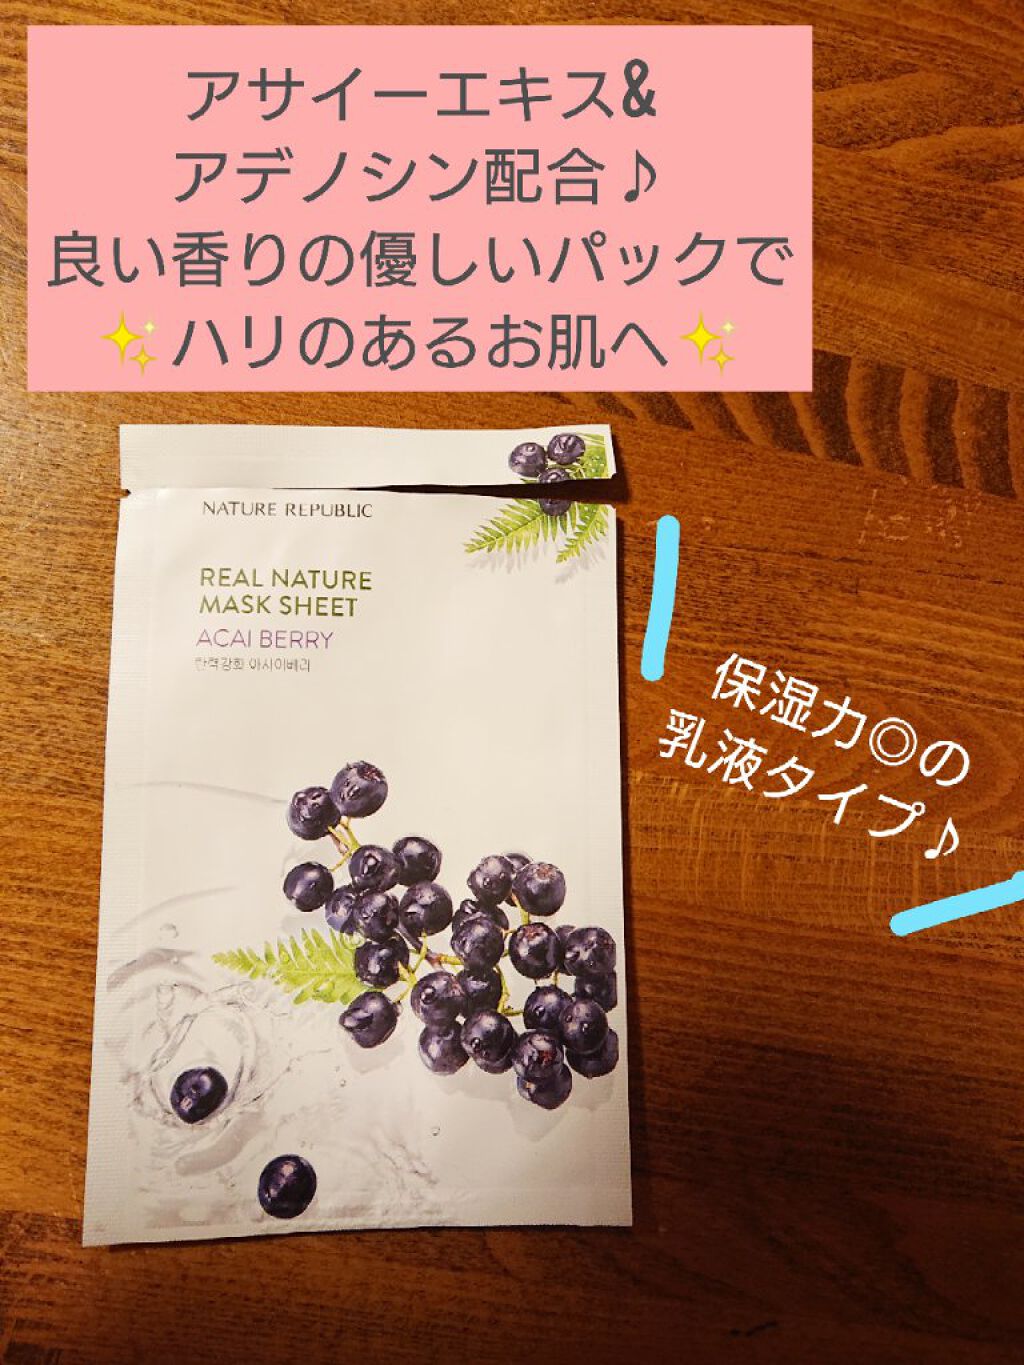 アサイーエキス&
アデノシン配合♪
良い香りの優しいパックで
✨ハリのあるお肌へ✨
NATURE REPUBLIC
REAL NATURE
MASK SHEET
ACAI BERRY
탄력강화 아사이베리
保湿力◎の
乳液タイプ♪